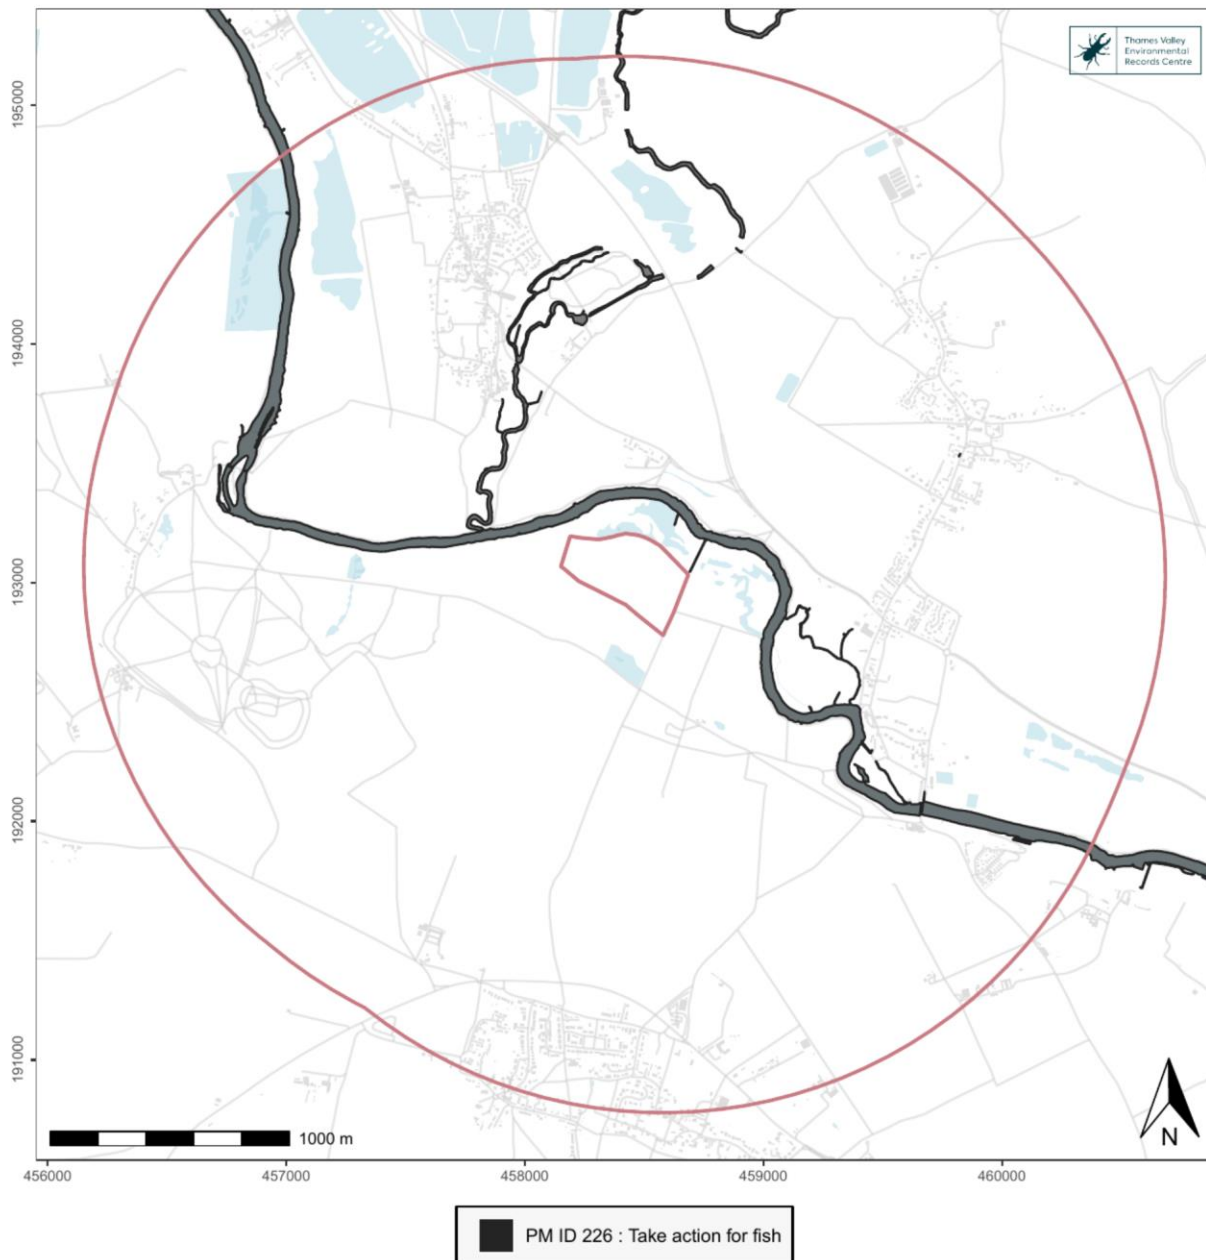 Thames Valley
Environmental
Records Centre
195000
194000
193000
192000
191000
1000 m
N
456000
457000
458000
459000
460000
PM ID 226 : Take action for fish